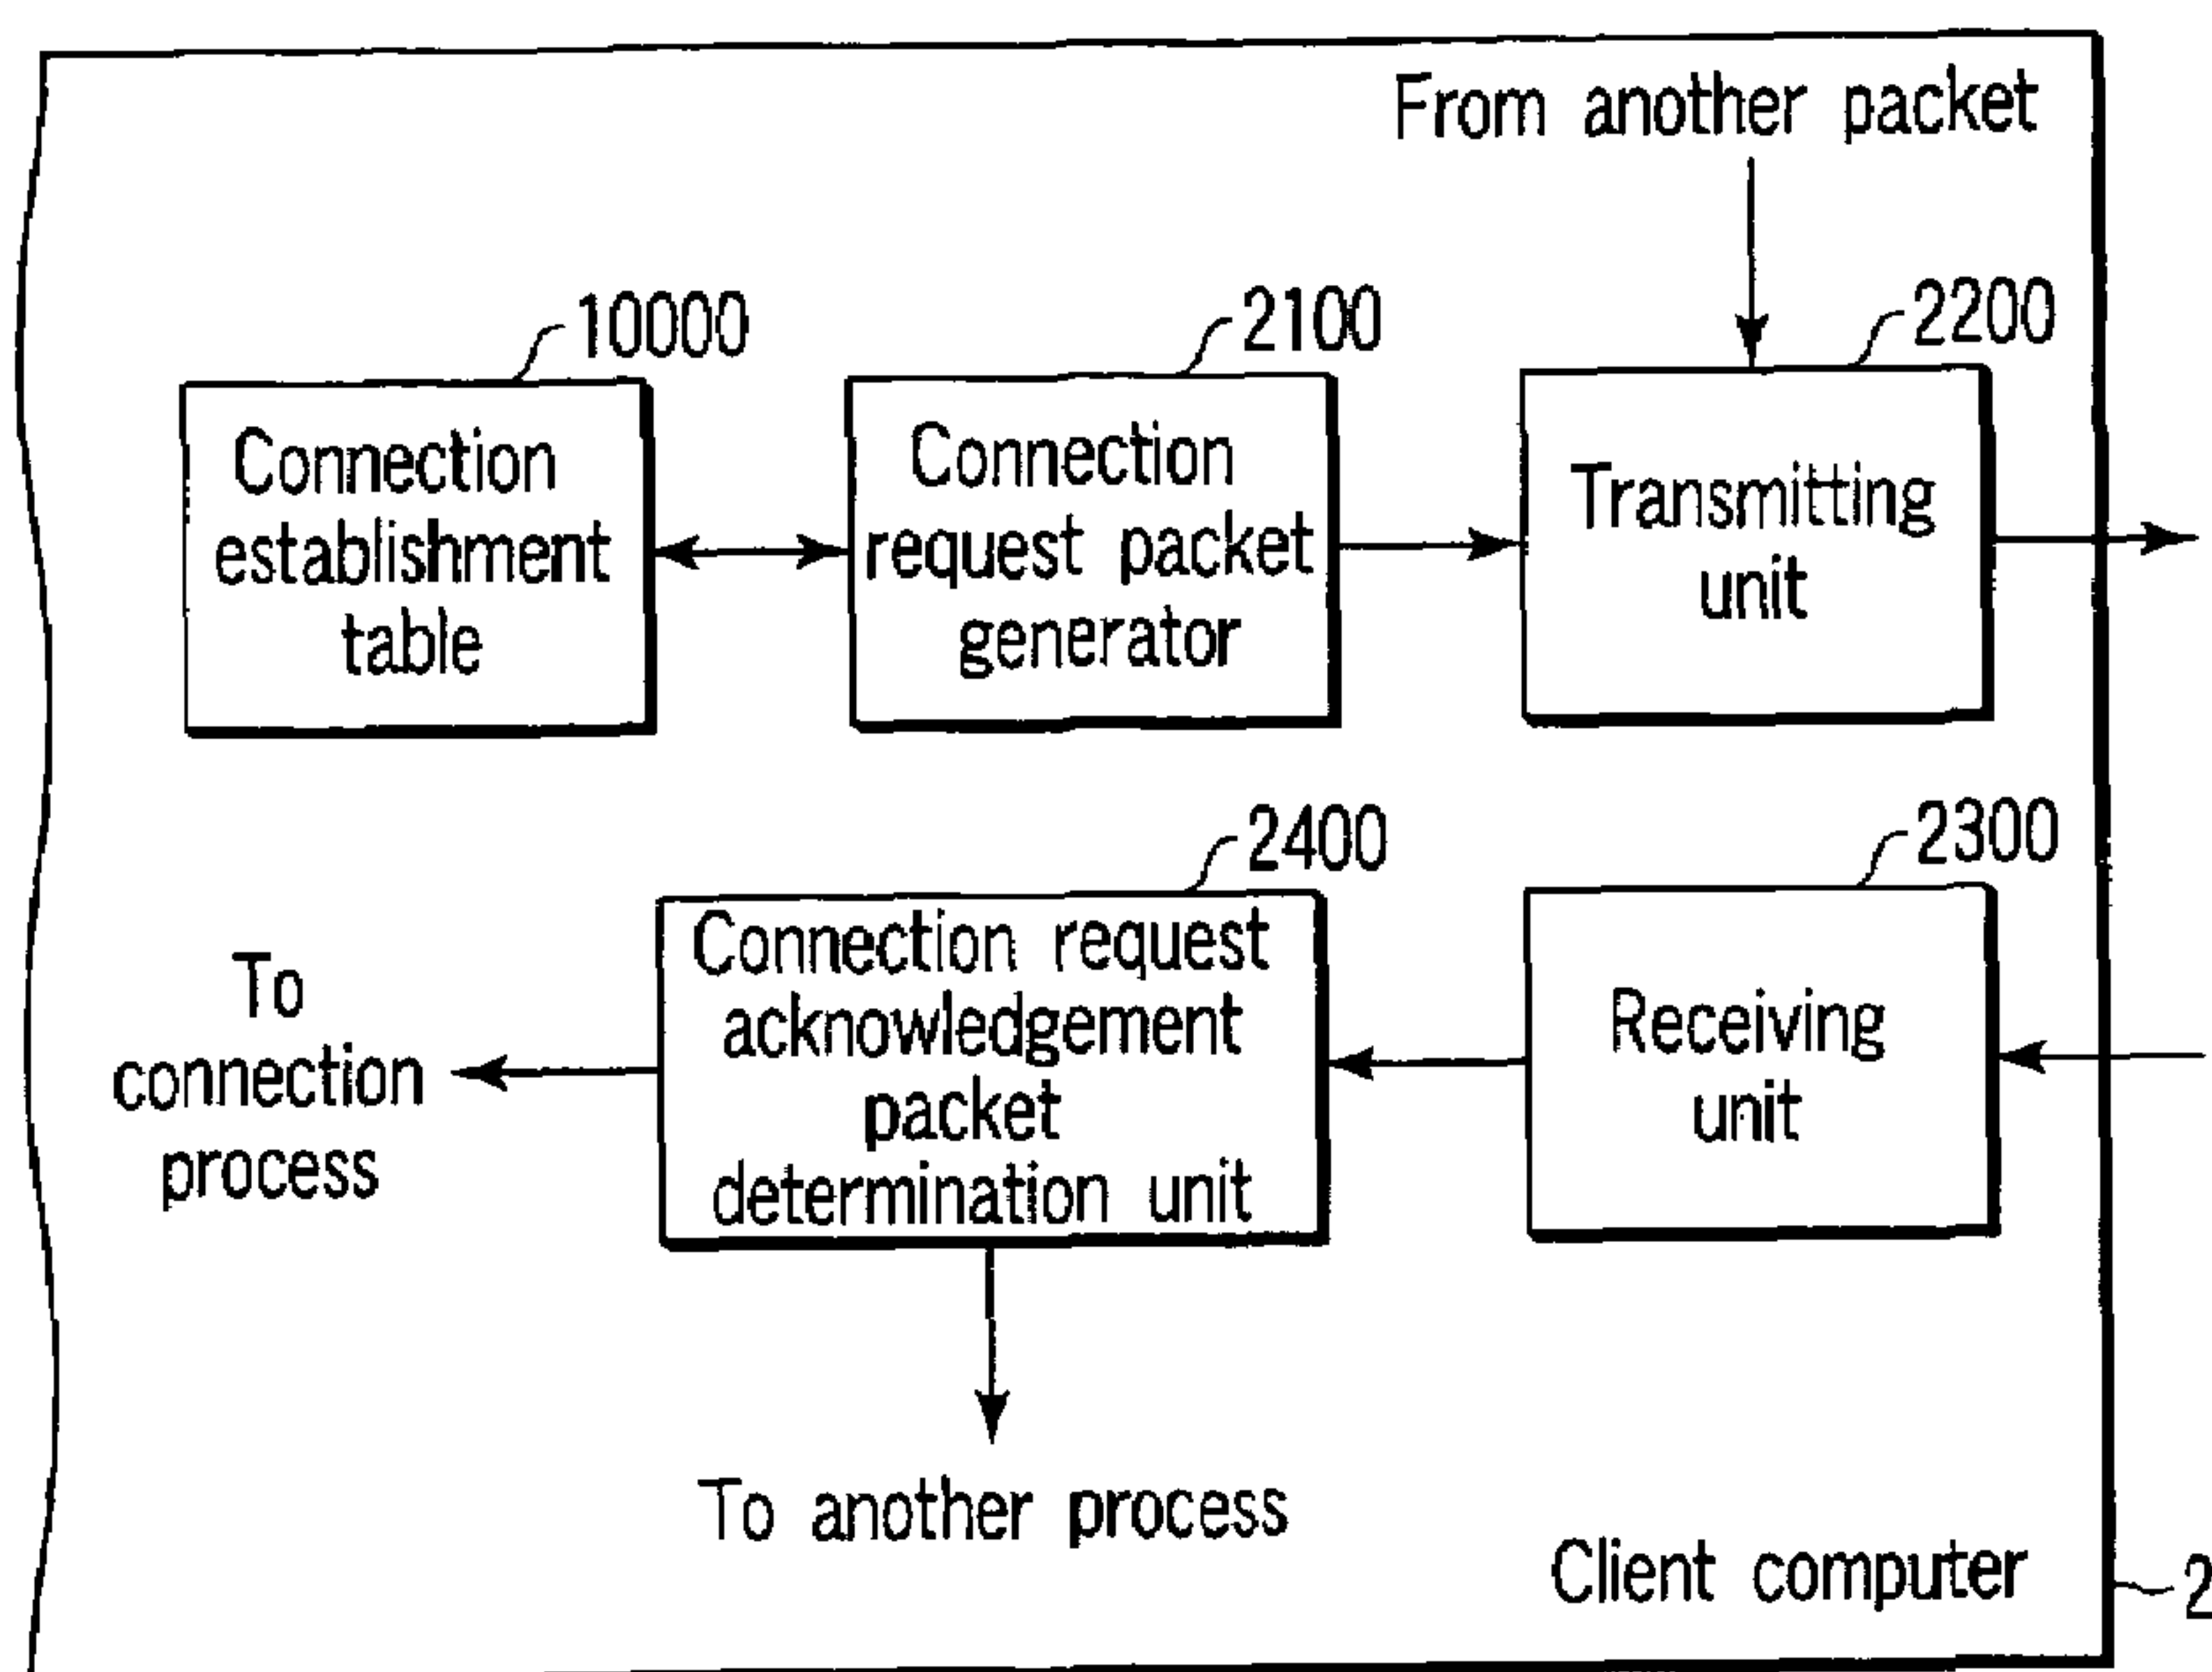 From another packet
10000
2100
2200
Connection
establishment
table
Connection
request packet
generator
Transmitting
unit
2400
2300
To
connection
process
Connection request
acknowledgement
packet
determination unit
Receiving
unit
To another process
Client computer
2